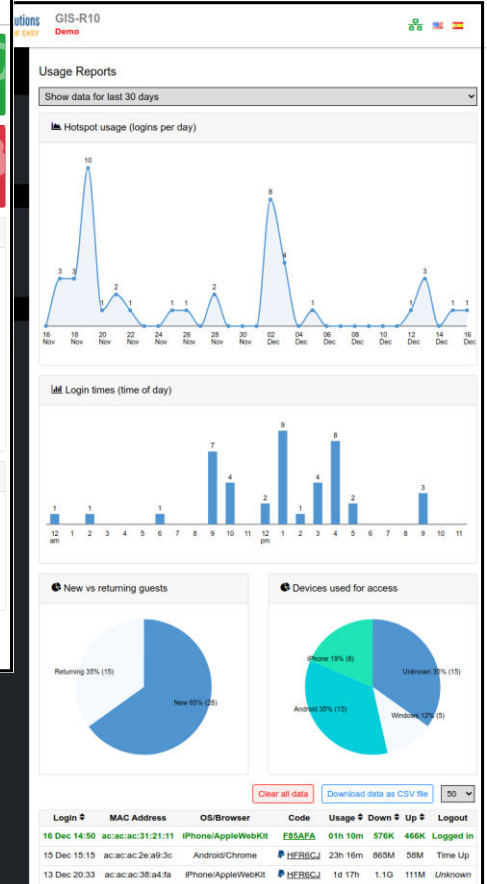 utions GIS-R10
E EASY Demo
Usage Reports
Show data for last 30 days
Hotspot usage (logins per day)
10
8
4
3 3 3
2 2
1 1 1 1 1 1 1 1
16 Nov 18 Nov 20 Nov 22 Nov 24 Nov 26 Nov 28 Nov 30 Nov 02 Dec 04 Dec 06 Dec 08 Dec 10 Dec 12 Dec 14 Dec 16 Dec
Login times (time of day)
9
8
7
4 4
3
2 2
1 1 1 1
12 am 1 2 3 4 5 6 7 8 9 10 11 12 pm 1 2 3 4 5 6 7 8 9 10 11
New vs returning guests
Returning 35% (15)
New 65% (28)
Devices used for access
iPhone 19% (8)
Unknown 35% (15)
Android 35% (15)
Windows 12% (5)
Clear all data Download data as CSV file 50
Login MAC Address OS/Browser Code Usage Down Up Logout
16 Dec 14:50 ac:ac:ac:31:21:11 iPhone/AppleWebKit F85AFA 01h 10m 576K 466K Logged in
15 Dec 15:15 ac:ac:ac:2e:a9:3c Android/Chrome HFR6CJ 23h 16m 865M 58M Time Up
13 Dec 20:33 ac:ac:ac:38:a4:fa iPhone/AppleWebKit HFR6CJ 1d 17h 1.1G 111M Unknown